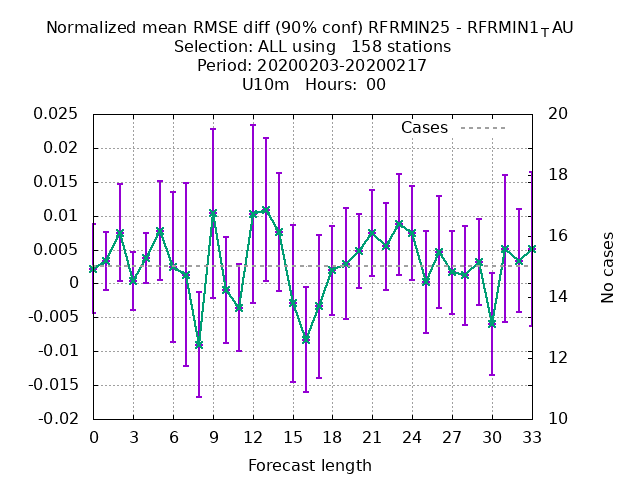 Normalized mean RMSE diff (90% conf) RFRMIN25 - RFRMIN1_TAU
Selection: ALL using   158 stations
Period: 20200203-20200217
U10m   Hours:  00
Cases
0.025
0.02
0.015
0.01
0.005
0
-0.005
-0.01
-0.015
-0.02
20
18
16
14
12
10
No cases
0 3 6 9 12 15 18 21 24 27 30 33
Forecast length